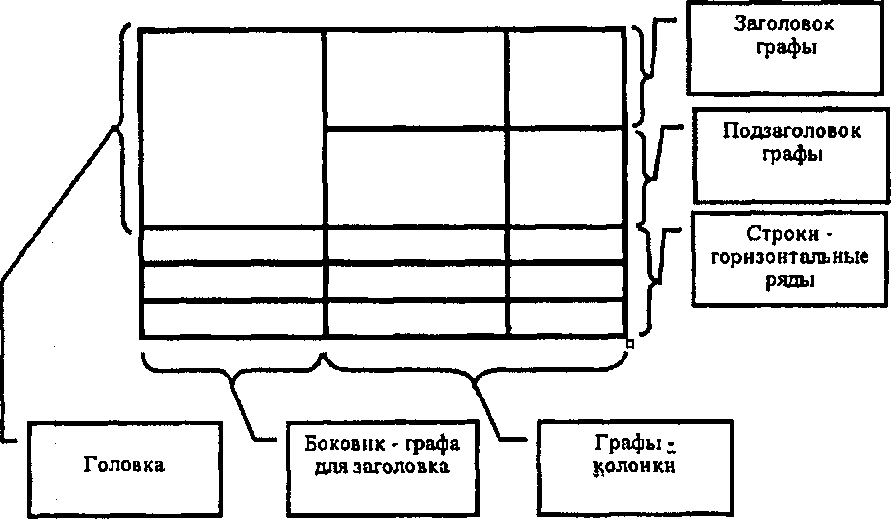 Заголовок
графы
Подзаголовок
графы
Строки -
горизонтальные
ряды
Головка
Боковик - графа
для заголовка
Графы -
колонки